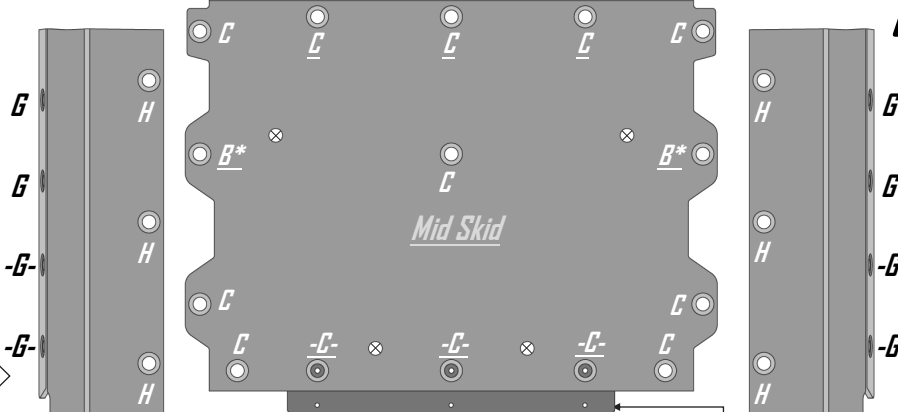 C C C C C
G H H G
B* C B*
G G
Mid Skid
H H
-G- -G-
C C
C -C- -C- -C- C
-G- -G-
H H